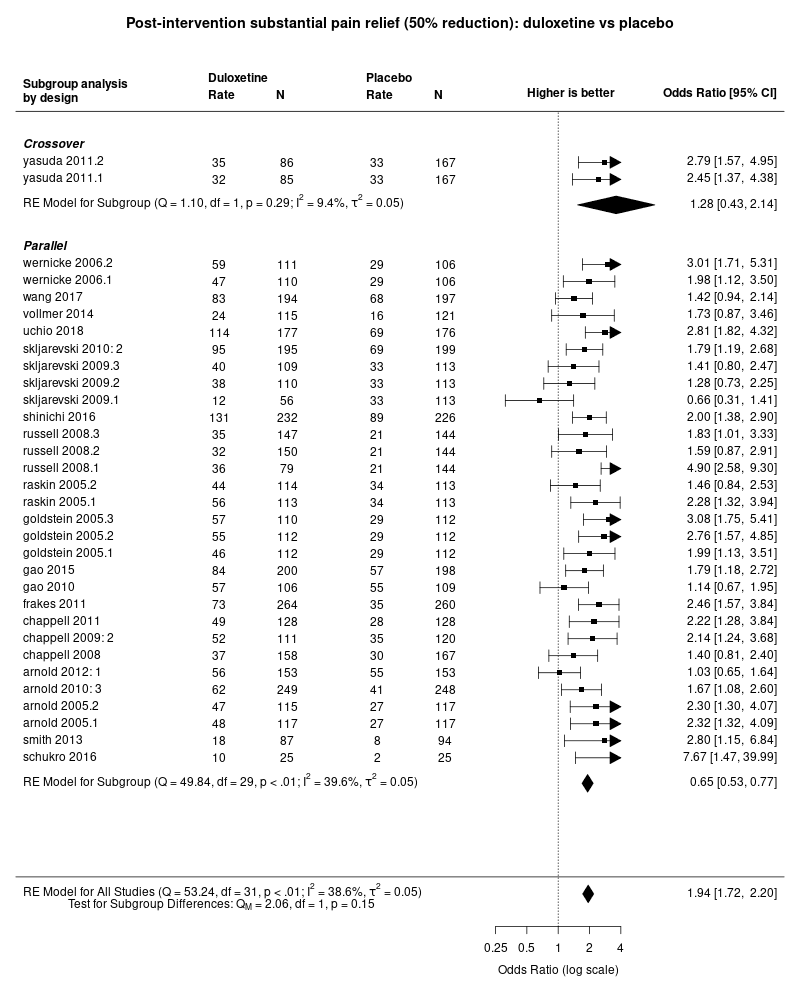 Post-intervention substantial pain relief (50% reduction): duloxetine vs placebo
Subgroup analysis by design Duloxetine Placebo
Rate N Rate N Higher is better Odds Ratio [95% CI]
Crossover
yasuda 2011.2 35 86 33 167 2.79 [1.57, 4.95]
yasuda 2011.1 32 85 33 167 2.45 [1.37, 4.38]
RE Model for Subgroup (Q = 1.10, df = 1, p = 0.29; I² = 9.4%, τ² = 0.05) 1.28 [0.43, 2.14]
Parallel
wernicke 2006.2 59 111 29 106 3.01 [1.71, 5.31]
wernicke 2006.1 47 110 29 106 1.98 [1.12, 3.50]
wang 2017 83 194 68 197 1.42 [0.94, 2.14]
vollmer 2014 24 115 16 121 1.73 [0.87, 3.46]
uchio 2018 114 177 69 176 2.81 [1.82, 4.32]
skljarevski 2010: 2 95 195 69 199 1.79 [1.19, 2.68]
skljarevski 2009.3 40 109 33 113 1.41 [0.80, 2.47]
skljarevski 2009.2 38 110 33 113 1.28 [0.73, 2.25]
skljarevski 2009.1 12 56 33 113 0.66 [0.31, 1.41]
shinichi 2016 131 232 89 226 2.00 [1.38, 2.90]
russell 2008.3 35 147 21 144 1.83 [1.01, 3.33]
russell 2008.2 32 150 21 144 1.59 [0.87, 2.91]
russell 2008.1 36 79 21 144 4.90 [2.58, 9.30]
raskin 2005.2 44 114 34 113 1.46 [0.84, 2.53]
raskin 2005.1 56 113 34 113 2.28 [1.32, 3.94]
goldstein 2005.3 57 110 29 112 3.08 [1.75, 5.41]
goldstein 2005.2 55 112 29 112 2.76 [1.57, 4.85]
goldstein 2005.1 46 112 29 112 1.99 [1.13, 3.51]
gao 2015 84 200 57 198 1.79 [1.18, 2.72]
gao 2010 57 106 55 109 1.14 [0.67, 1.95]
frakes 2011 73 264 35 260 2.46 [1.57, 3.84]
chappell 2011 49 128 28 128 2.22 [1.28, 3.84]
chappell 2009: 2 52 111 35 120 2.14 [1.24, 3.68]
chappell 2008 37 158 30 167 1.40 [0.81, 2.40]
arnold 2012: 1 56 153 55 153 1.03 [0.65, 1.64]
arnold 2010: 3 62 249 41 248 1.67 [1.08, 2.60]
arnold 2005.2 47 115 27 117 2.30 [1.30, 4.07]
arnold 2005.1 48 117 27 117 2.32 [1.32, 4.09]
smith 2013 18 87 8 94 2.80 [1.15, 6.84]
schukro 2016 10 25 2 25 7.67 [1.47, 39.99]
RE Model for Subgroup (Q = 49.84, df = 29, p < .01; I² = 39.6%, τ² = 0.05) 0.65 [0.53, 0.77]
RE Model for All Studies (Q = 53.24, df = 31, p < .01; I² = 38.6%, τ² = 0.05) 1.94 [1.72, 2.20]
Test for Subgroup Differences: Q_M = 2.06, df = 1, p = 0.15
0.25 0.5 1 2 4
Odds Ratio (log scale)